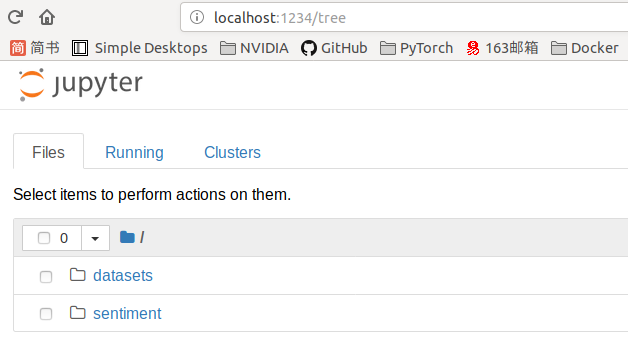 localhost:1234/tree
简 简书 Simple Desktops NVIDIA GitHub PyTorch 163邮箱 Docker
jupyter
Files Running Clusters
Select items to perform actions on them.
0 /
datasets
sentiment